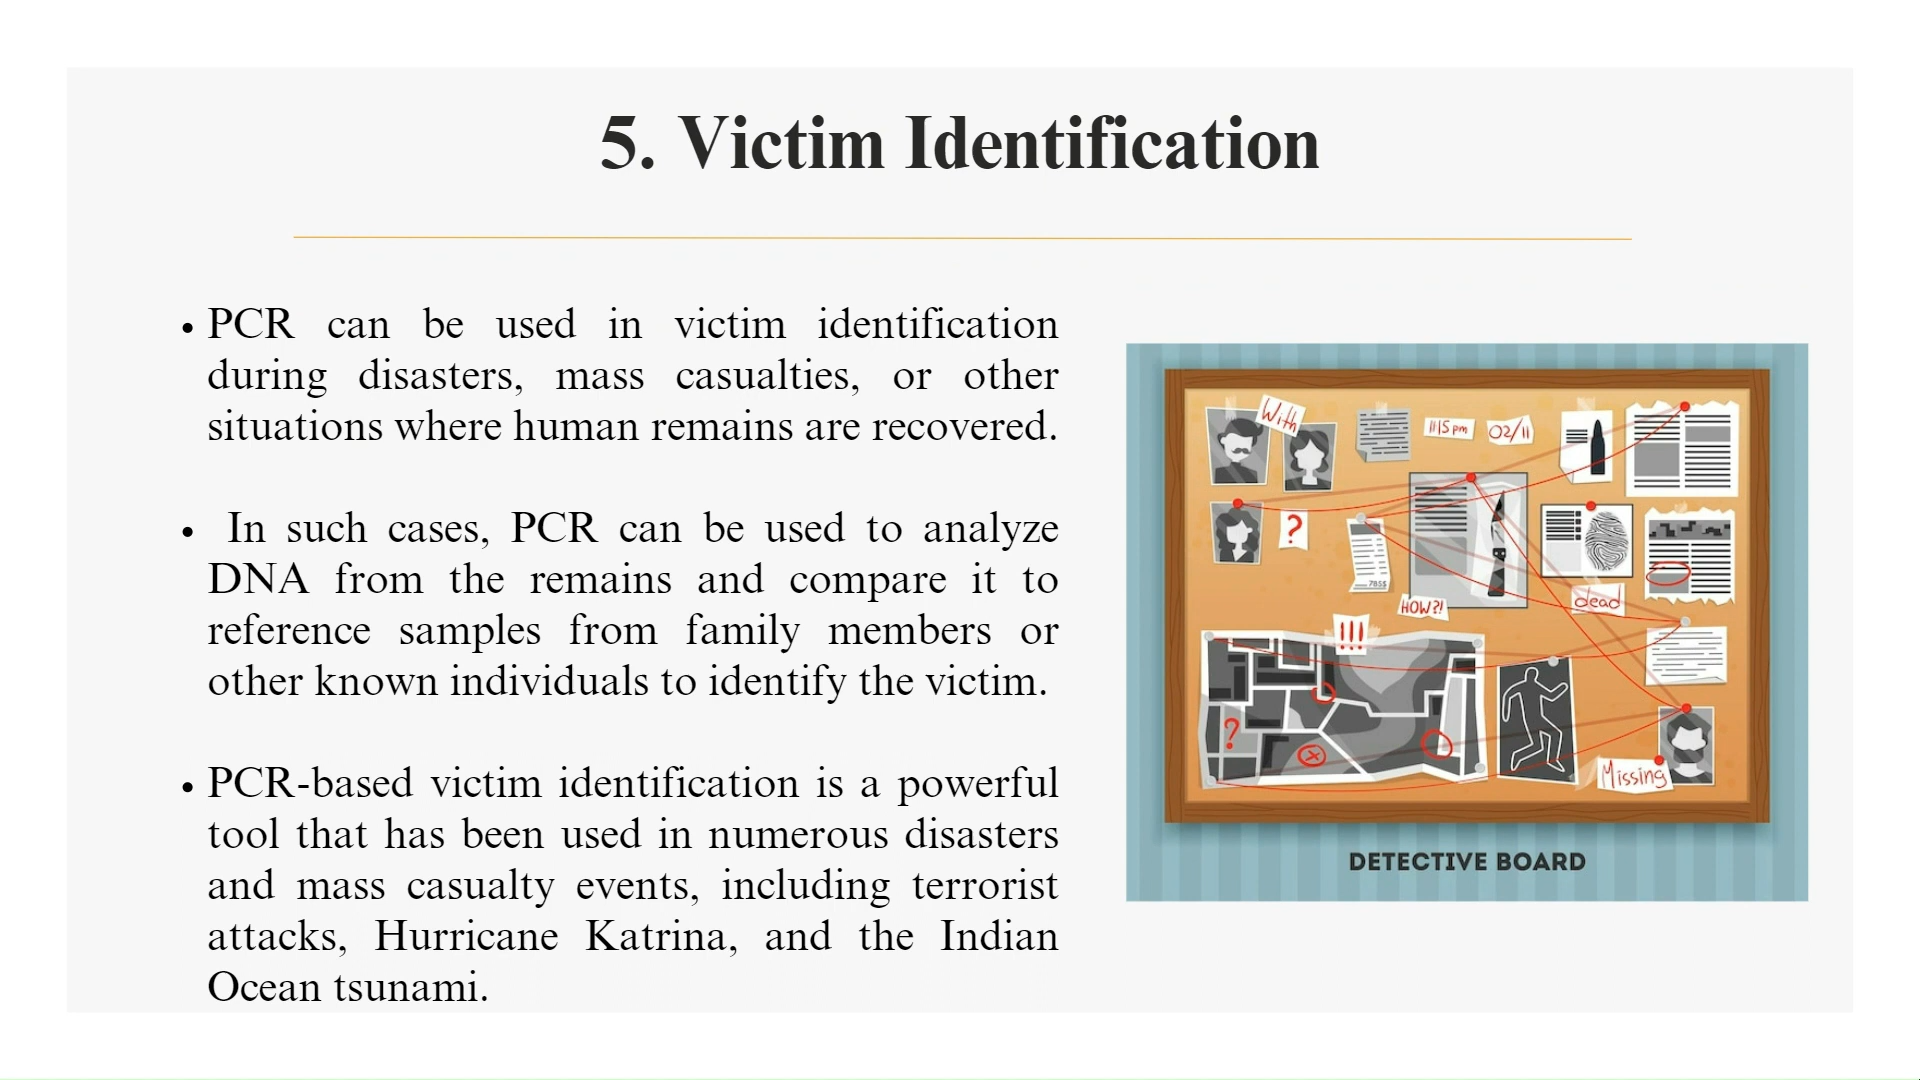 5. Victim Identification
• PCR can be used in victim identification
during disasters, mass casualties, or other
situations where human remains are recovered.
• In such cases, PCR can be used to analyze
DNA from the remains and compare it to
reference samples from family members or
other known individuals to identify the victim.
• PCR-based victim identification is a powerful
tool that has been used in numerous disasters
and mass casualty events, including terrorist
attacks, Hurricane Katrina, and the Indian
Ocean tsunami.
With
11:15 pm
02/11
?
785$
HOW?!
dead
!!!
?
Missing
DETECTIVE BOARD